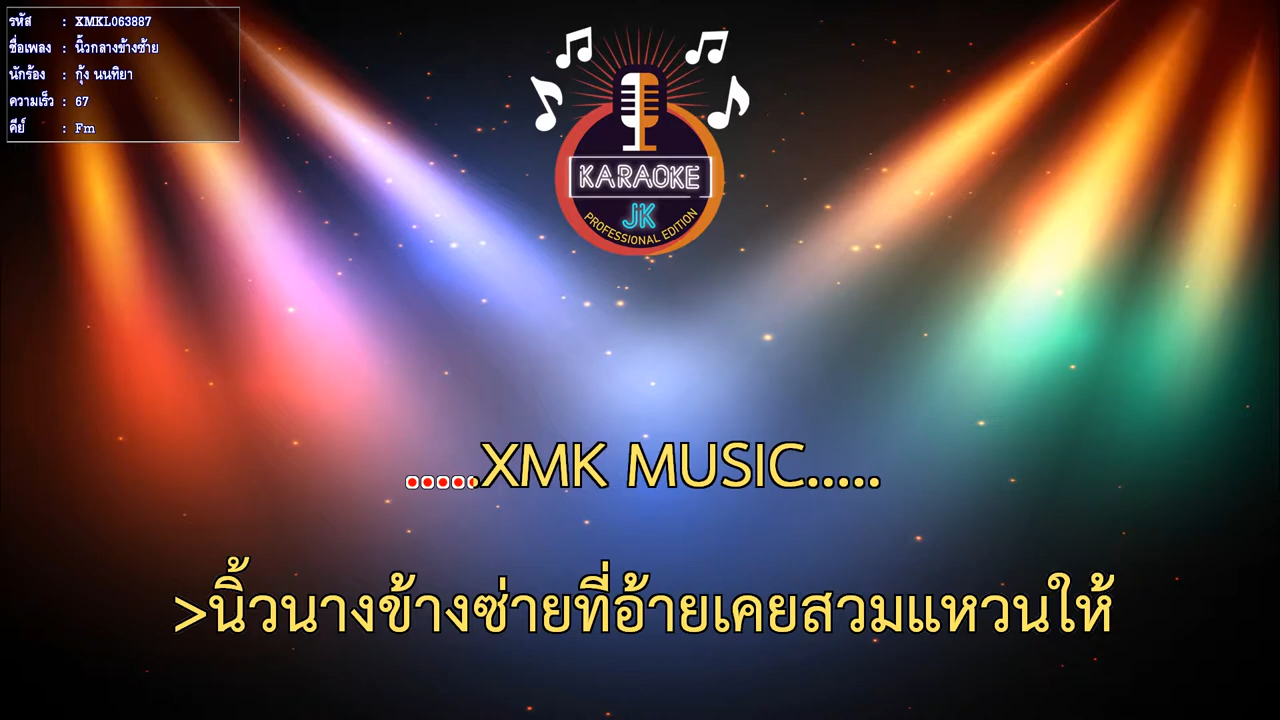 รหัส : XMKL063887
ชื่อเพลง : นิ้วกลางข้างซ้าย
นักร้อง : กุ้ง นนทิยา
ความเร็ว : 67
คีย์ : Fm
KARAOKE
JK
PROFESSIONAL EDITION
.....XMK MUSIC.....
>นิ้วนางข้างซ่ายที่อ้ายเคยสวมแหวนให้